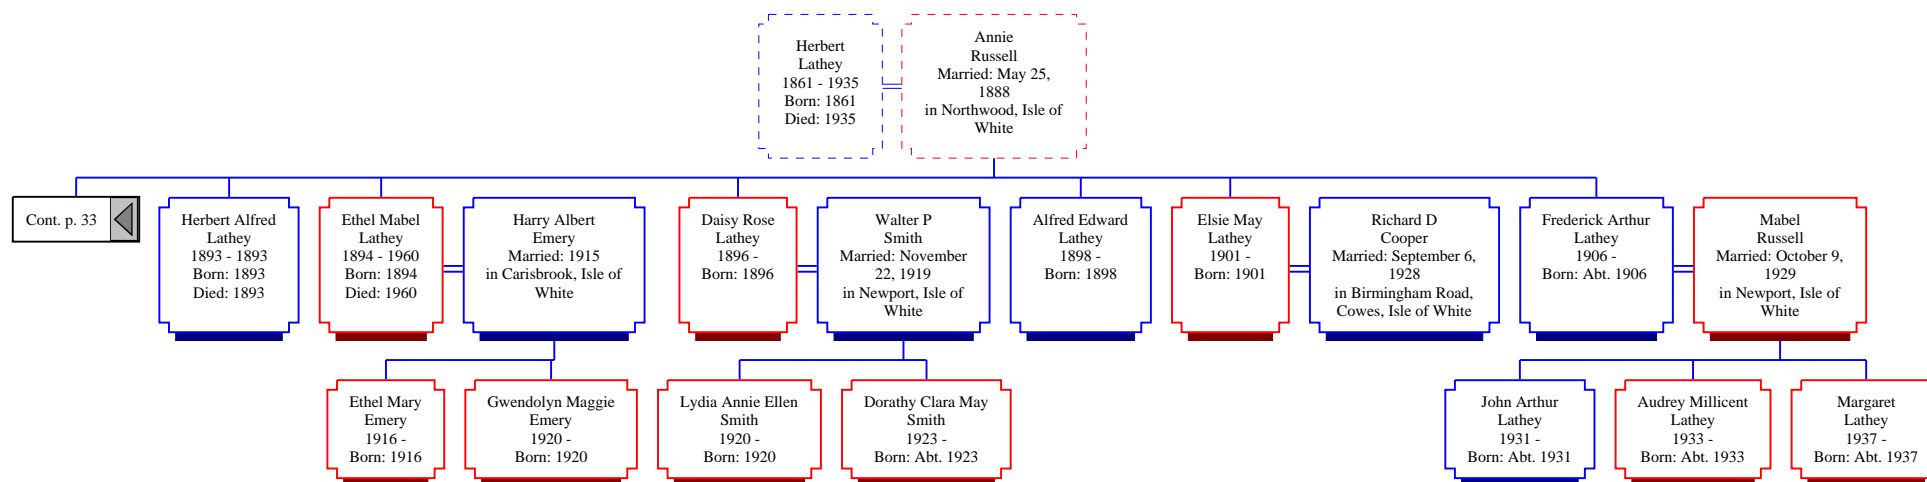 Herbert
Lathey
1861 - 1935
Born: 1861
Died: 1935
Annie
Russell
Married: May 25,
1888
in Northwood, Isle of
White
Cont. p. 33
Herbert Alfred
Lathey
1893 - 1893
Born: 1893
Died: 1893
Ethel Mabel
Lathey
1894 - 1960
Born: 1894
Died: 1960
Harry Albert
Emery
Married: 1915
in Carisbrook, Isle of
White
Daisy Rose
Lathey
1896 -
Born: 1896
Walter P
Smith
Married: November
22, 1919
in Newport, Isle of
White
Alfred Edward
Lathey
1898 -
Born: 1898
Elsie May
Lathey
1901 -
Born: 1901
Richard D
Cooper
Married: September 6,
1928
in Birmingham Road,
Cowes, Isle of White
Frederick Arthur
Lathey
1906 -
Born: Abt. 1906
Mabel
Russell
Married: October 9,
1929
in Newport, Isle of
White
Ethel Mary
Emery
1916 -
Born: 1916
Gwendolyn Maggie
Emery
1920 -
Born: 1920
Lydia Annie Ellen
Smith
1920 -
Born: 1920
Dorathy Clara May
Smith
1923 -
Born: Abt. 1923
John Arthur
Lathey
1931 -
Born: Abt. 1931
Audrey Millicent
Lathey
1933 -
Born: Abt. 1933
Margaret
Lathey
1937 -
Born: Abt. 1937